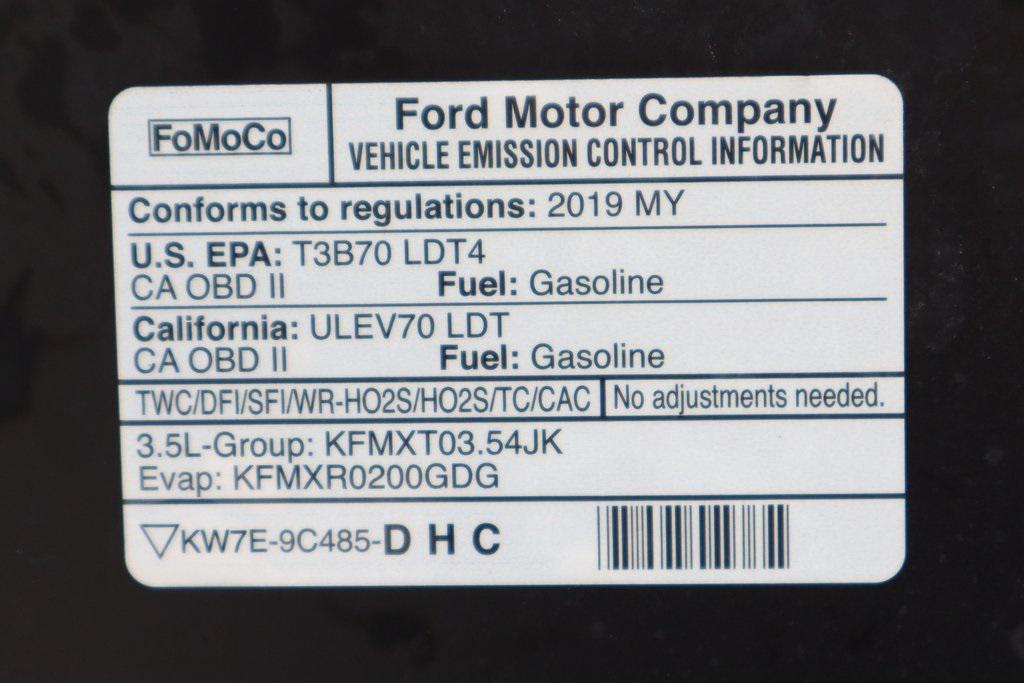 FoMoCo
Ford Motor Company
VEHICLE EMISSION CONTROL INFORMATION
Conforms to regulations: 2019 MY
U.S. EPA: T3B70 LDT4
CA OBD II Fuel: Gasoline
California: ULEV70 LDT
CA OBD II Fuel: Gasoline
TWC/DFI/SFI/WR-HO2S/HO2S/TC/CAC No adjustments needed.
3.5L-Group: KFMXT03.54JK
Evap: KFMXR0200GDG
KW7E-9C485-D H C